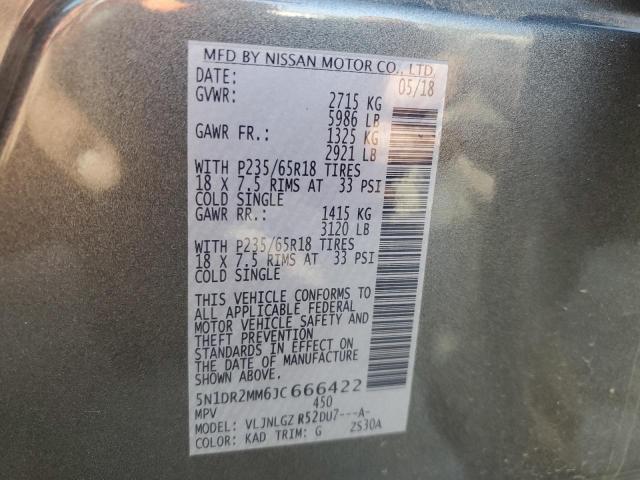 MFD BY NISSAN MOTOR CO., LTD.
DATE: 05/18
GVWR: 2715 KG
5986 LB
GAWR FR.: 1325 KG
2921 LB
WITH P235/65R18 TIRES
18 X 7.5 RIMS AT 33 PSI
COLD SINGLE
GAWR RR.: 1415 KG
3120 LB
WITH P235/65R18 TIRES
18 X 7.5 RIMS AT 33 PSI
COLD SINGLE
THIS VEHICLE CONFORMS TO
ALL APPLICABLE FEDERAL
MOTOR VEHICLE SAFETY AND
THEFT PREVENTION
STANDARDS IN EFFECT ON
THE DATE OF MANUFACTURE
SHOWN ABOVE.
5N1DR2MM6JC666422
MPV 450
MODEL: VLJNLGZ R52DU7---A-
COLOR: KAD TRIM: G 2S30A